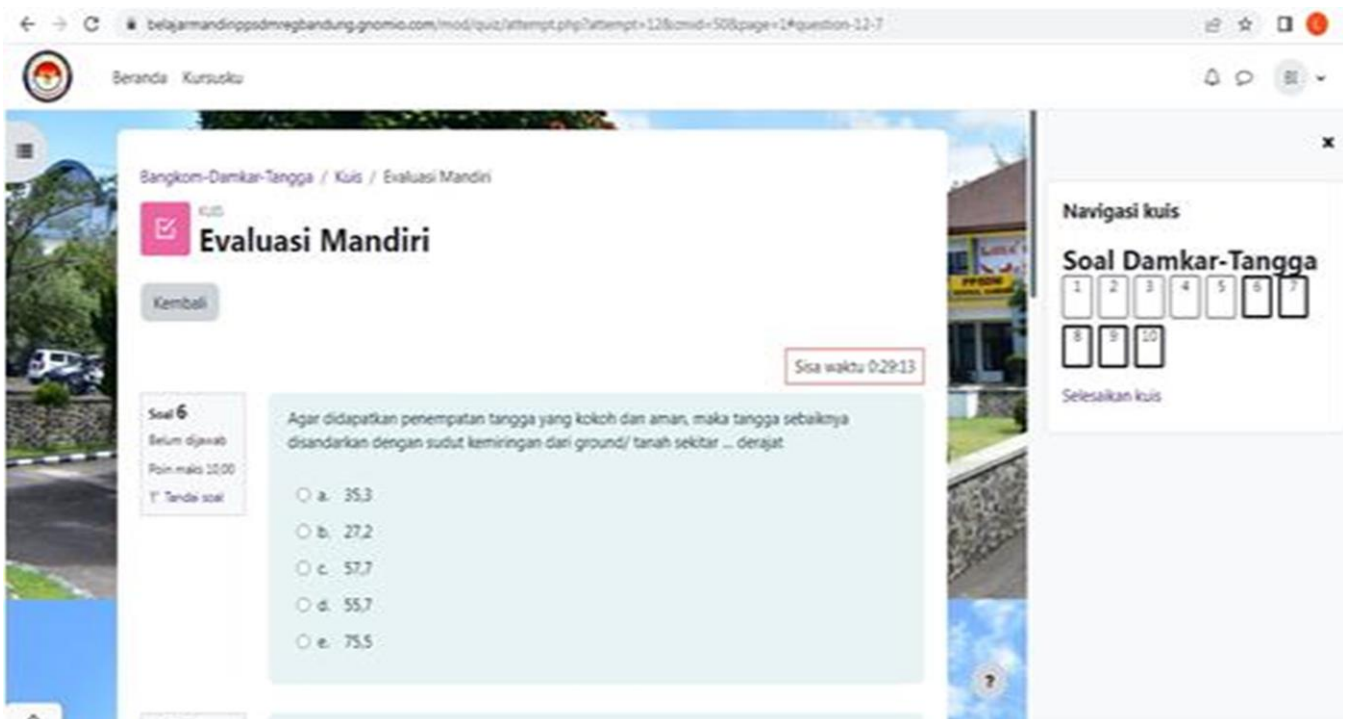 belajarmandirippsdmregbandung.gnomio.com/mod/quiz/attempt.php?attempt=12&cmid=50&page=1#question-12-7
Beranda Kursusku
BI
Bangkom-Damkar-Tangga / Kuis / Evaluasi Mandiri
KUIS
Evaluasi Mandiri
Kembali
Sisa waktu 0:29:13
Soal 6
Belum dijawab
Poin maks 10,00
Tandai soal
Agar didapatkan penempatan tangga yang kokoh dan aman, maka tangga sebaiknya
disandarkan dengan sudut kemiringan dari ground/ tanah sekitar ... derajat
a. 35,3
b. 27,2
c. 57,7
d. 55,7
e. 75,5
PPSDM
?
Navigasi kuis
Soal Damkar-Tangga
1 2 3 4 5 6 7
8 9 10
Selesaikan kuis